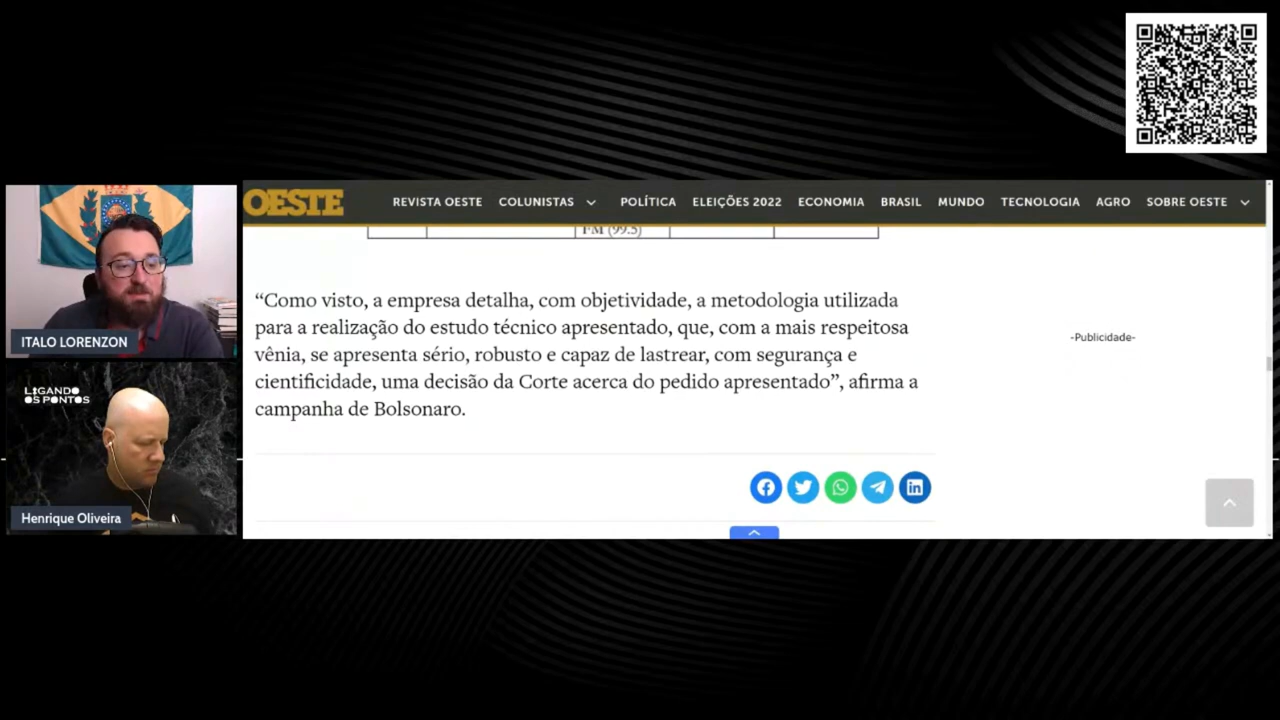 OESTE
REVISTA OESTE COLUNISTAS POLÍTICA ELEIÇÕES 2022 ECONOMIA BRASIL MUNDO TECNOLOGIA AGRO SOBRE OESTE
FM (99.5)
“Como visto, a empresa detalha, com objetividade, a metodologia utilizada
para a realização do estudo técnico apresentado, que, com a mais respeitosa
vênia, se apresenta sério, robusto e capaz de lastrear, com segurança e
cientificidade, uma decisão da Corte acerca do pedido apresentado”, afirma a
campanha de Bolsonaro.
-Publicidade-
ITALO LORENZON
LIGANDO
OS PONTOS
Henrique Oliveira